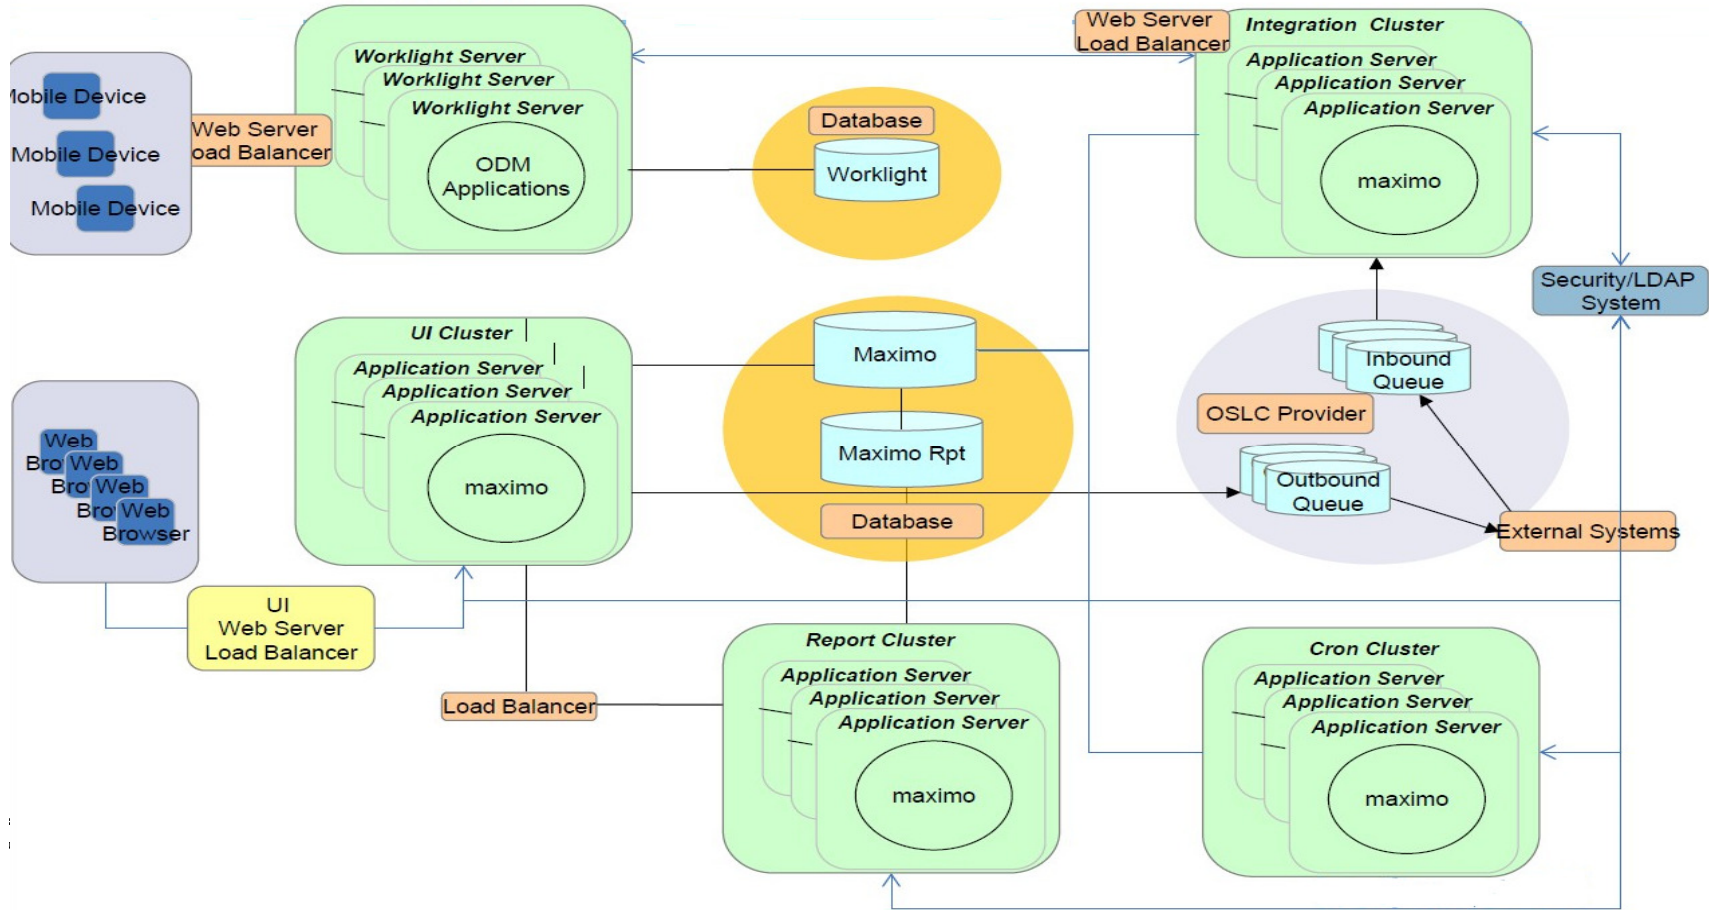 Web Server
Load Balancer
Integration Cluster
Worklight Server
Worklight Server
Worklight Server
Application Server
Application Server
Application Server
Mobile Device
Mobile Device
Mobile Device
Web Server
Load Balancer
ODM
Applications
Database
Worklight
maximo
Security/LDAP
System
UI Cluster
Application Server
Application Server
Application Server
maximo
Maximo
Maximo Rpt
Database
Inbound
Queue
OSLC Provider
Outbound
Queue
External Systems
Web
Bro
Web
Bro
Web
Bro
Web
Browser
UI
Web Server
Load Balancer
Load Balancer
Report Cluster
Application Server
Application Server
Application Server
maximo
Cron Cluster
Application Server
Application Server
Application Server
maximo